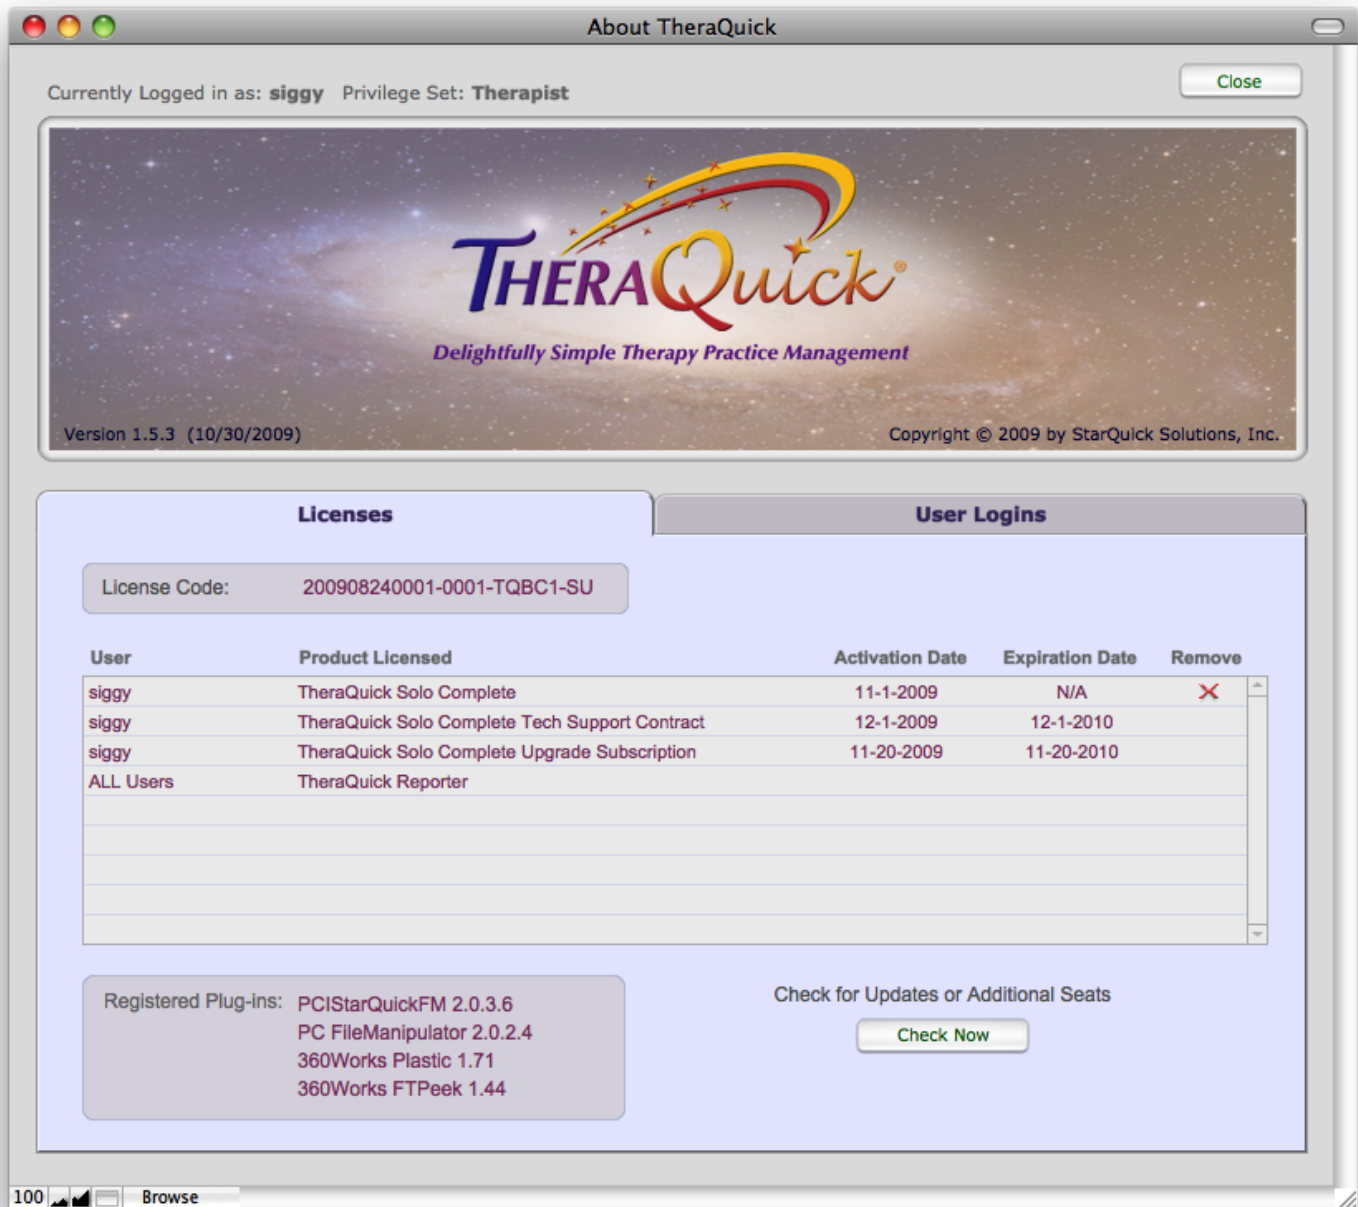 About TheraQuick
Close
Currently Logged in as: siggy Privilege Set: Therapist
THERAQuick®
Delightfully Simple Therapy Practice Management
Version 1.5.3 (10/30/2009) Copyright © 2009 by StarQuick Solutions, Inc.
Licenses User Logins
License Code: 200908240001-0001-TQBC1-SU
User Product Licensed Activation Date Expiration Date Remove
siggy TheraQuick Solo Complete 11-1-2009 N/A
siggy TheraQuick Solo Complete Tech Support Contract 12-1-2009 12-1-2010
siggy TheraQuick Solo Complete Upgrade Subscription 11-20-2009 11-20-2010
ALL Users TheraQuick Reporter
Registered Plug-ins: PCIStarQuickFM 2.0.3.6
PC FileManipulator 2.0.2.4
360Works Plastic 1.71
360Works FTPeek 1.44
Check for Updates or Additional Seats
Check Now
100 Browse